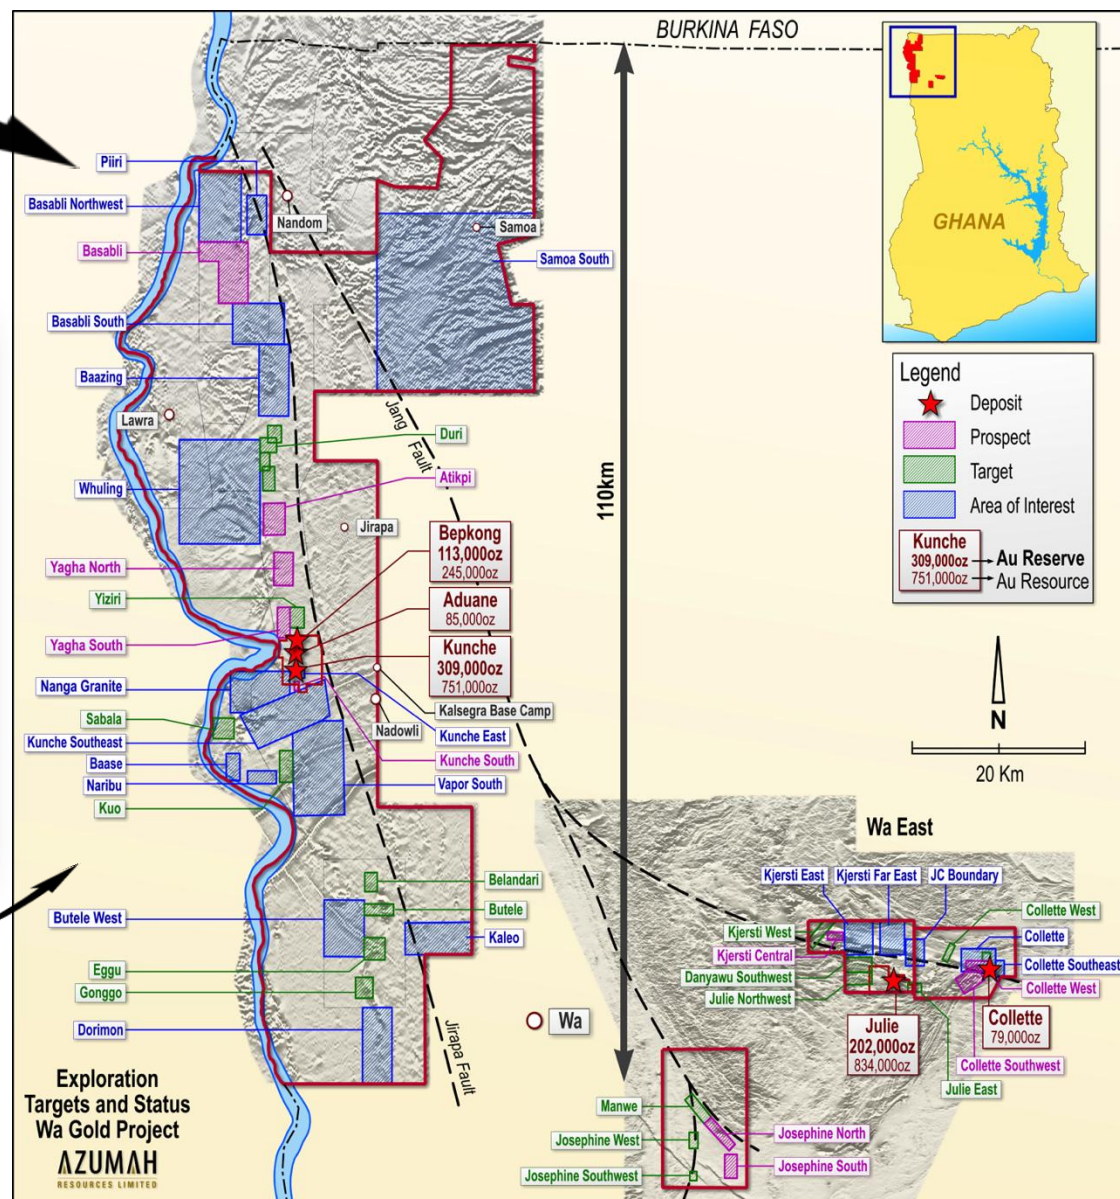 BURKINA FASO
Piiri
Basabli Northwest
Nandom
Samoa
Basabli
Samoa South
Basabli South
Baazing
Lawra
Jang Fault
Duri
Whuling
Atikpi
Jirapa
110km
Bepkong
113,000oz
245,000oz
Yagha North
Yiziri
Aduane
85,000oz
Yagha South
Kunche
309,000oz
751,000oz
Nanga Granite
Kalsegra Base Camp
Sabala
Nadowli
Kunche East
Kunche Southeast
Kunche South
Baase
Naribu
Vapor South
Kuo
Belandari
Butele West
Butele
Kaleo
Eggu
Gonggo
Dorimon
Jirapa Fault
Wa
Exploration
Targets and Status
Wa Gold Project
AZUMAH
RESOURCES LIMITED
GHANA
Legend
Deposit
Prospect
Target
Area of Interest
Kunche
309,000oz
Au Reserve
751,000oz
Au Resource
N
20 Km
Wa East
Kjersti East
Kjersti Far East
JC Boundary
Collette West
Kjersti West
Collette
Kjersti Central
Collette Southeast
Danyawu Southwest
Collette West
Julie Northwest
Julie
202,000oz
834,000oz
Collette
79,000oz
Collette Southwest
Julie East
Manwe
Josephine North
Josephine West
Josephine South
Josephine Southwest